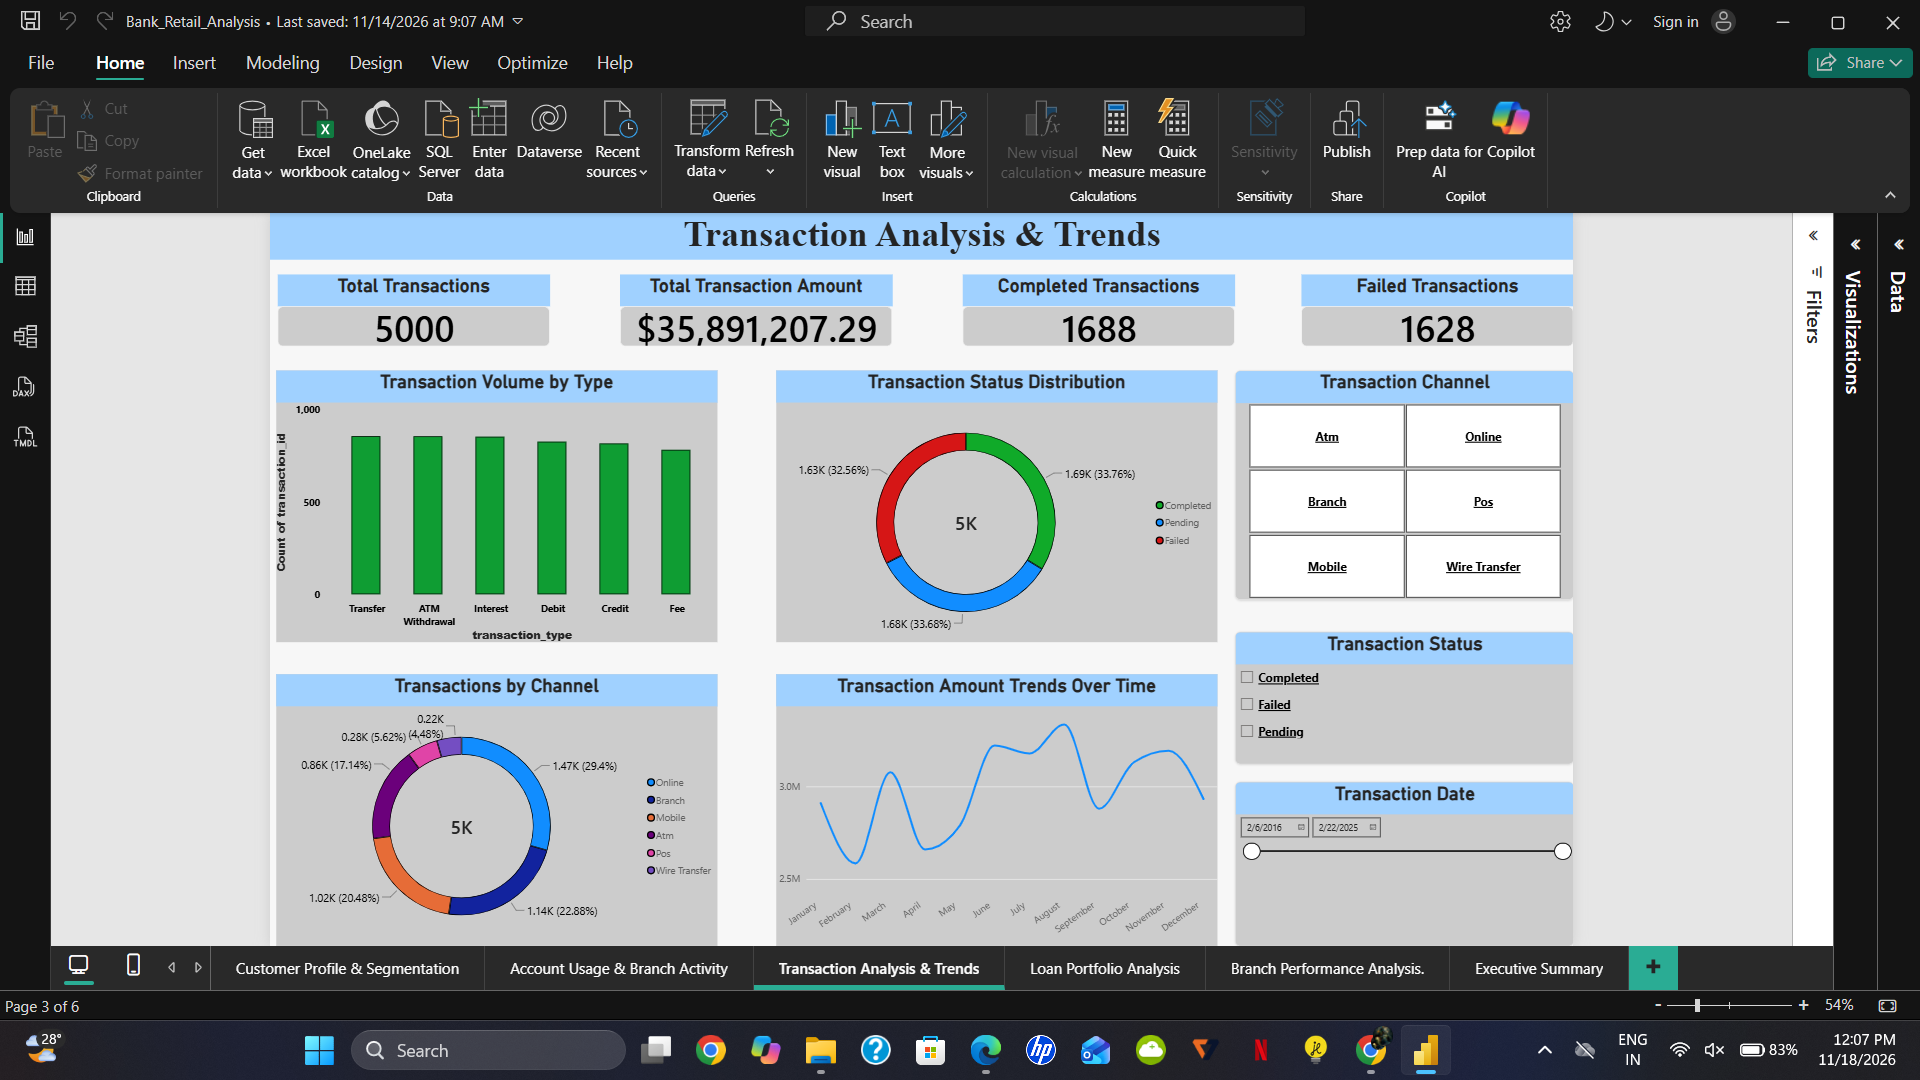 Bank_Retail_Analysis • Last saved: 11/14/2026 at 9:07 AM
Search
Sign in
File
Home
Insert
Modeling
Design
View
Optimize
Help
Share
Paste
Cut
Copy
Format painter
Clipboard
Get data
Excel workbook
OneLake catalog
SQL Server
Enter data
Dataverse
Recent sources
Data
Transform data
Refresh
Queries
New visual
A
Text box
More visuals
Insert
New visual calculation
New measure
Quick measure
Calculations
Sensitivity
Sensitivity
Publish
Share
Prep data for AI
Copilot
Copilot
DAX
TMDL
Transaction Analysis & Trends
Total Transactions
5000
Total Transaction Amount
$35,891,207.29
Completed Transactions
1688
Failed Transactions
1628
Transaction Volume by Type
1,000
500
0
Count of transaction_id
Transfer
ATM Withdrawal
Interest
Debit
Credit
Fee
transaction_type
Transaction Status Distribution
1.63K (32.56%)
1.69K (33.76%)
5K
1.68K (33.68%)
Completed
Pending
Failed
Transaction Channel
Atm
Online
Branch
Pos
Mobile
Wire Transfer
Transactions by Channel
0.22K (4.48%)
0.28K (5.62%)
0.86K (17.14%)
1.47K (29.4%)
5K
1.02K (20.48%)
1.14K (22.88%)
Online
Branch
Mobile
Atm
Pos
Wire Transfer
Transaction Amount Trends Over Time
3.0M
2.5M
January
February
March
April
May
June
July
August
September
October
November
December
Transaction Status
Completed
Failed
Pending
Transaction Date
2/6/2016
2/22/2025
Filters
Visualizations
Data
Customer Profile & Segmentation
Account Usage & Branch Activity
Transaction Analysis & Trends
Loan Portfolio Analysis
Branch Performance Analysis.
Executive Summary
+
Page 3 of 6
- + 54%
28°
Search
hp
N
ENG
IN
83%
12:07 PM
11/18/2026